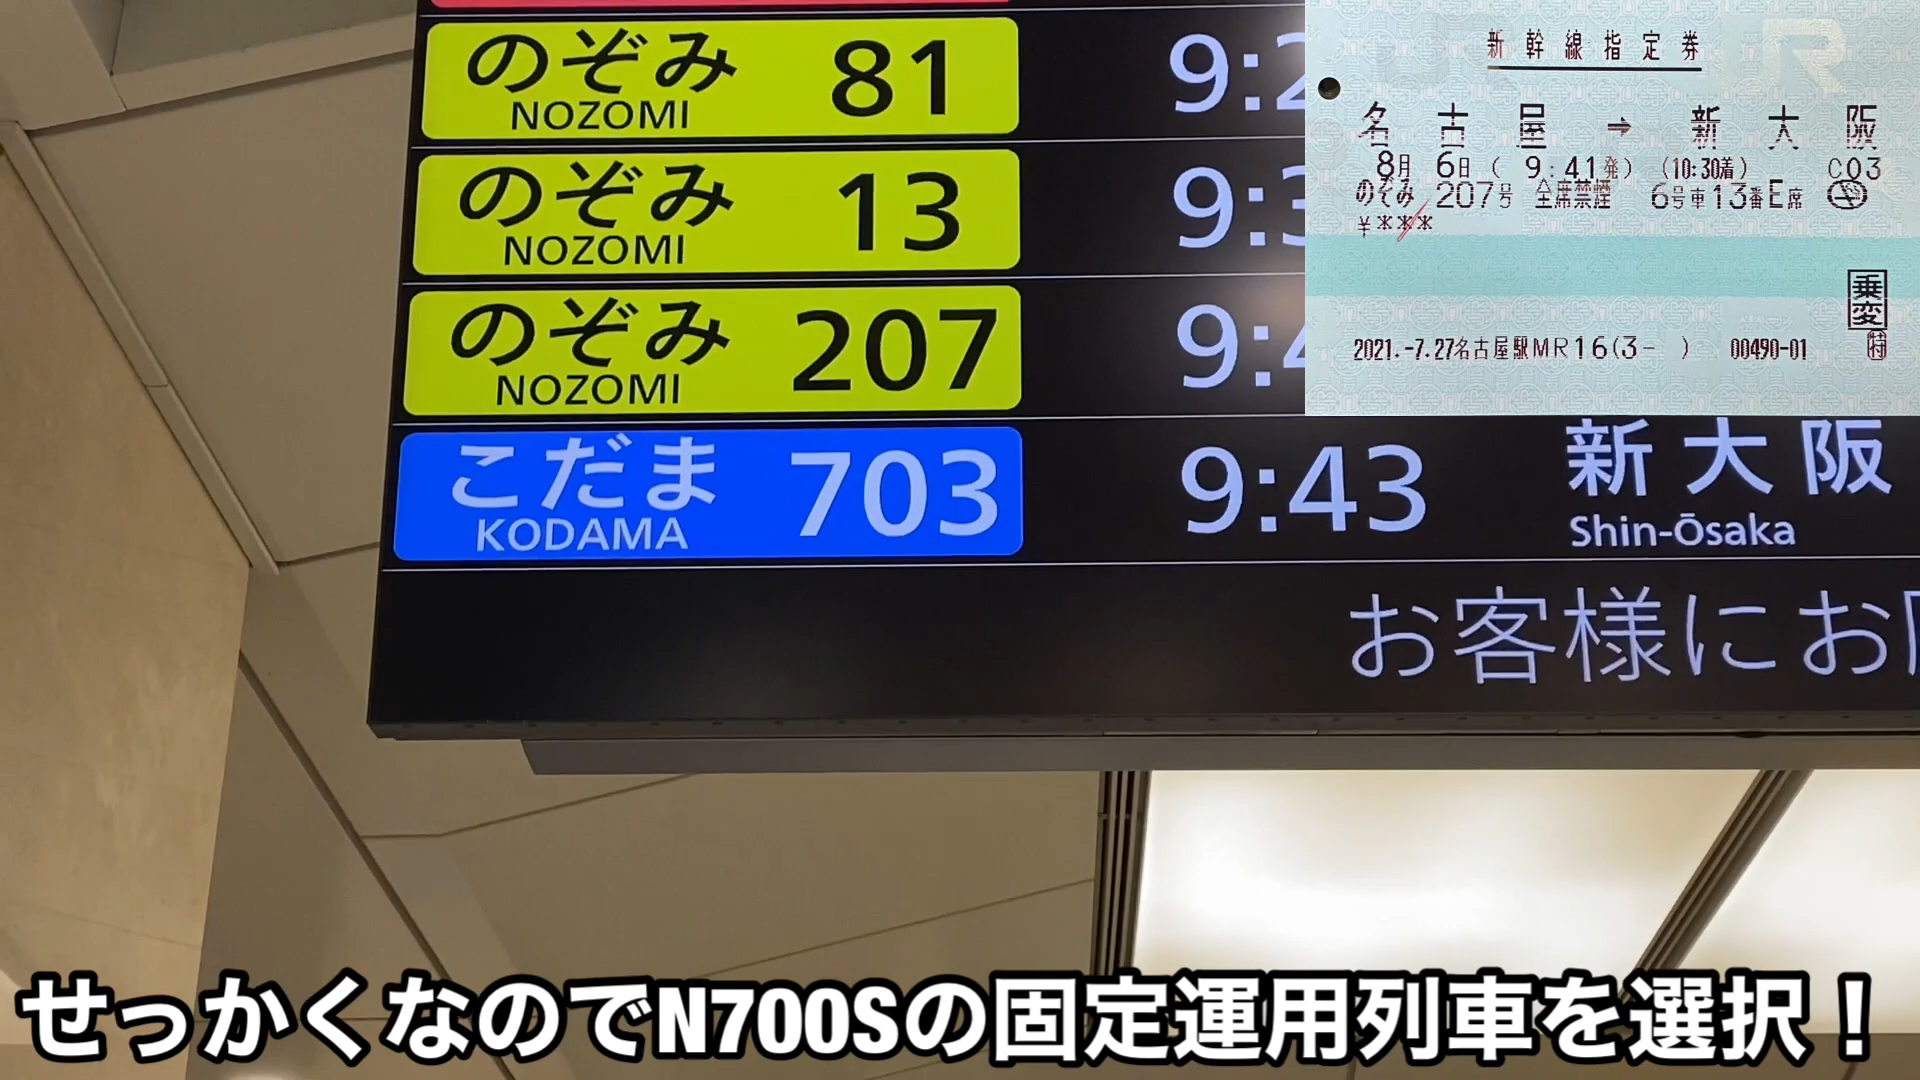 のぞみ 81 9:2
NOZOMI
のぞみ 13 9:3
NOZOMI
のぞみ 207 9:4
NOZOMI
こだま 703 9:43 新大阪
KODAMA Shin-Ōsaka
お客様にお
新幹線指定券
名古屋 → 新大阪
8月 6日 ( 9:41発) (10:30着) C03
のぞみ 207号 全席禁煙 6号車13番E席
¥***
乗変
2021.-7.27名古屋駅MR16(3- ) 00490-01 特
せっかくなのでN700Sの固定運用列車を選択！